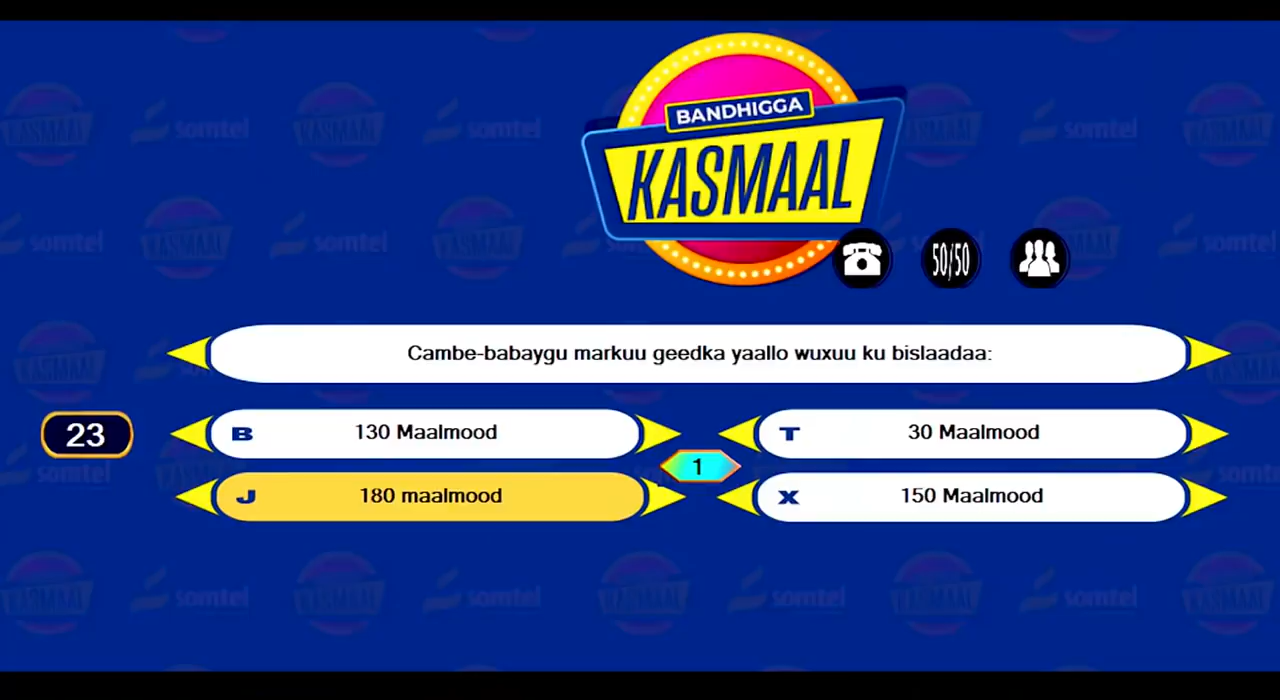 BANDHIGGA
KASMAAL
50/50
Cambe-babaygu markuu geedka yaallo wuxuu ku bislaadaa:
23
B 130 Maalmood
T 30 Maalmood
1
J 180 maalmood
X 150 Maalmood
somtel